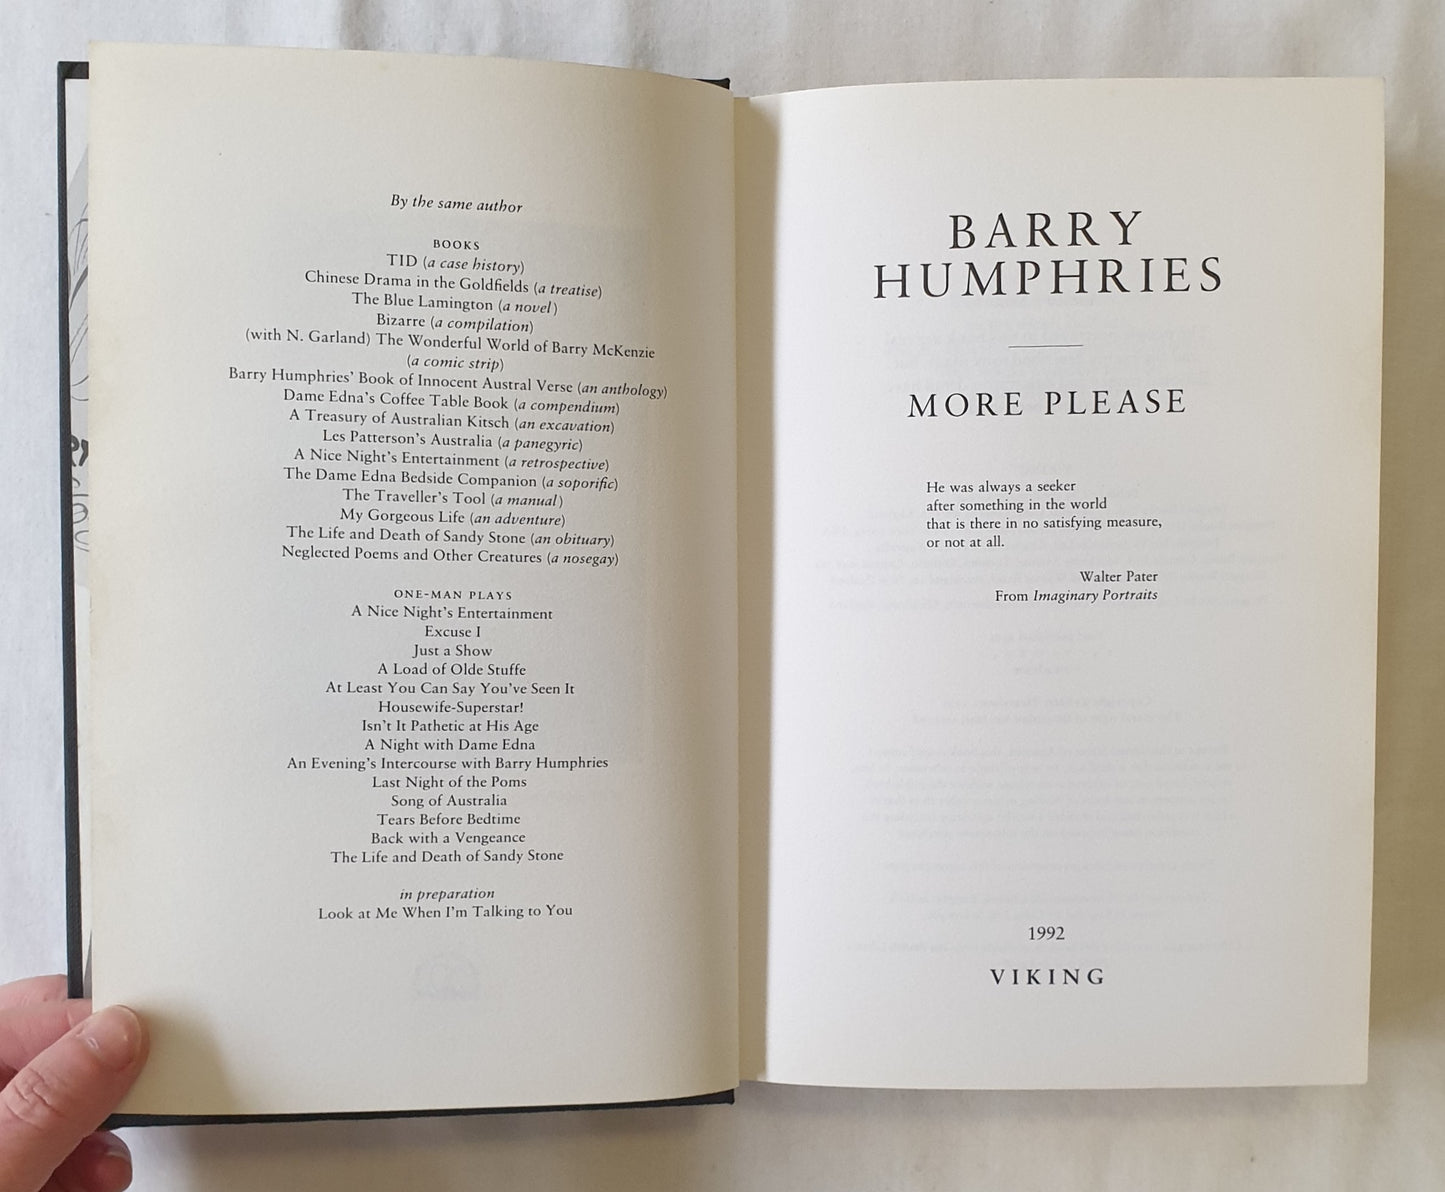 By the same author
BOOKS
TID (a case history)
Chinese Drama in the Goldfields (a treatise)
The Blue Lamington (a novel)
Bizarre (a compilation)
(with N. Garland) The Wonderful World of Barry McKenzie
(a comic strip)
Barry Humphries' Book of Innocent Austral Verse (an anthology)
Dame Edna's Coffee Table Book (a compendium)
A Treasury of Australian Kitsch (an excavation)
Les Patterson's Australia (a panegyric)
A Nice Night's Entertainment (a retrospective)
The Dame Edna Bedside Companion (a soporific)
The Traveller's Tool (a manual)
My Gorgeous Life (an adventure)
The Life and Death of Sandy Stone (an obituary)
Neglected Poems and Other Creatures (a nosegay)
ONE-MAN PLAYS
A Nice Night's Entertainment
Excuse I
Just a Show
A Load of Olde Stuffe
At Least You Can Say You've Seen It
Housewife-Superstar!
Isn't It Pathetic at His Age
A Night with Dame Edna
An Evening's Intercourse with Barry Humphries
Last Night of the Poms
Song of Australia
Tears Before Bedtime
Back with a Vengeance
The Life and Death of Sandy Stone
in preparation
Look at Me When I'm Talking to You
BARRY
HUMPHRIES
MORE PLEASE
He was always a seeker
after something in the world
that is there in no satisfying measure,
or not at all.
Walter Pater
From Imaginary Portraits
1992
VIKING